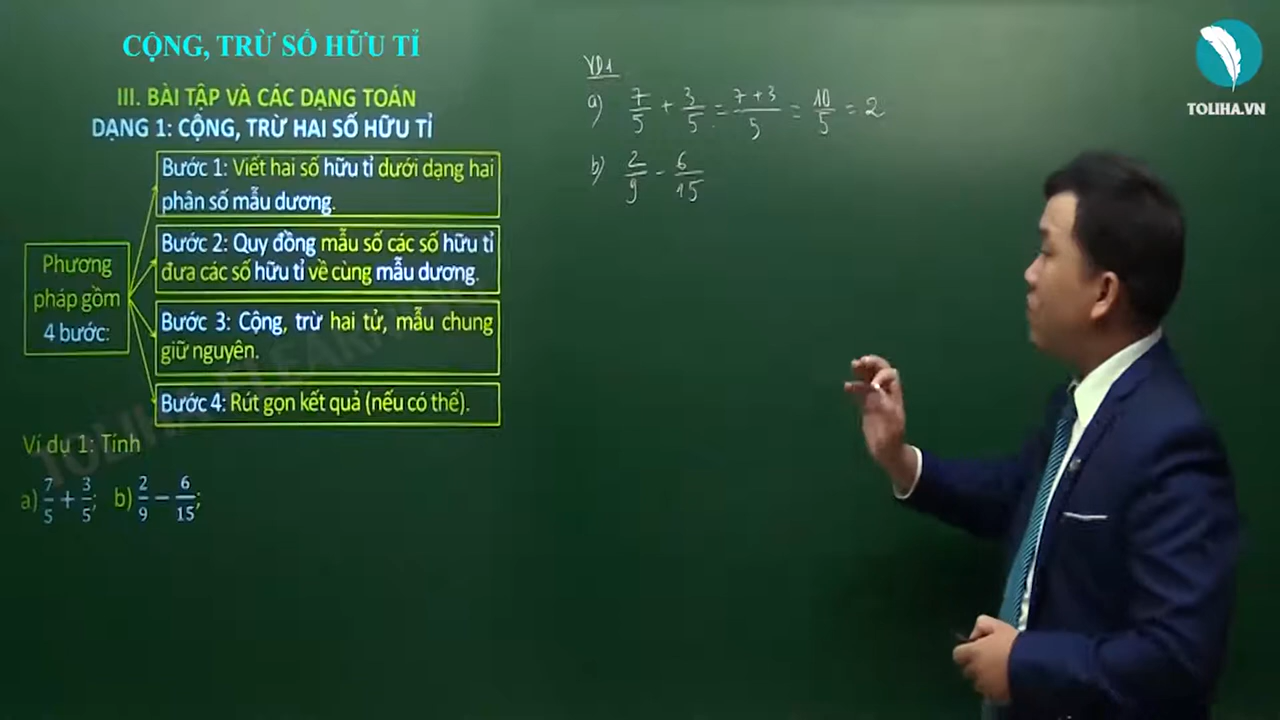 CỘNG, TRỪ SỐ HỮU TỈ
III. BÀI TẬP VÀ CÁC DẠNG TOÁN
DẠNG 1: CỘNG, TRỪ HAI SỐ HỮU TỈ
Phương
pháp gồm
4 bước:
Bước 1: Viết hai số hữu tỉ dưới dạng hai
phân số mẫu dương.
Bước 2: Quy đồng mẫu số các số hữu tỉ
đưa các số hữu tỉ về cùng mẫu dương.
Bước 3: Cộng, trừ hai tử, mẫu chung
giữ nguyên.
Bước 4: Rút gọn kết quả (nếu có thể).
Ví dụ 1: Tính
a) 7/5 + 3/5; b) 2/9 − 6/15;
VD1
a) 7/5 + 3/5 = 7+3/5 = 10/5 = 2
b) 2/9 - 6/15
TOLIHA.VN